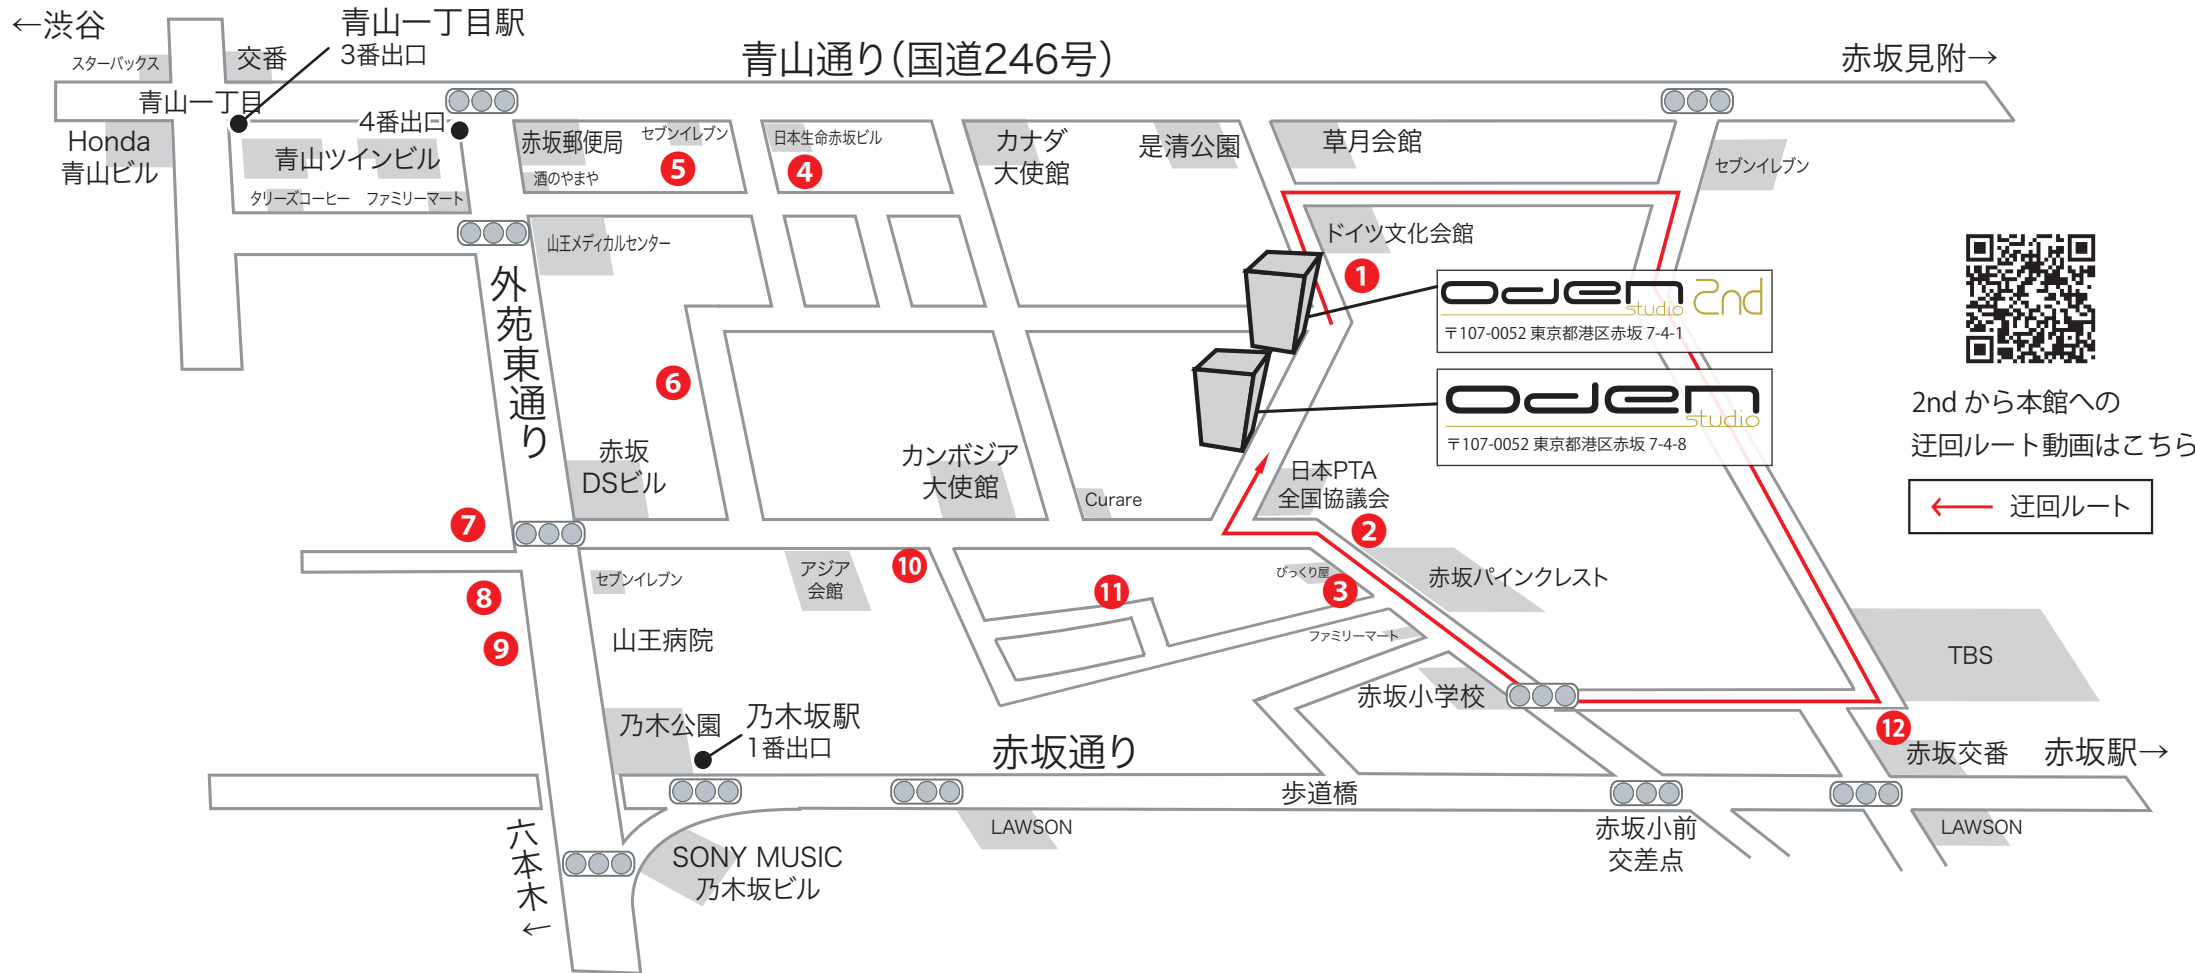 ←渋谷
青山一丁目駅
3番出口
スターバックス
交番
青山通り(国道246号)
赤坂見附→
青山一丁目
4番出口
Honda
青山ビル
青山ツインビル
タリーズコーヒー
ファミリーマート
赤坂郵便局
セブンイレブン
酒のやまや
5
日本生命赤坂ビル
4
カナダ
大使館
是清公園
草月会館
セブンイレブン
山王メディカルセンター
ドイツ文化会館
1
外苑東通り
Oden
studio
2nd
〒107-0052 東京都港区赤坂 7-4-1
Oden
studio
〒107-0052 東京都港区赤坂 7-4-8
2nd から本館への
迂回ルート動画はこちら
← 迂回ルート
6
赤坂
DSビル
カンボジア
大使館
Curare
日本PTA
全国協議会
2
7
8
9
セブンイレブン
アジア
会館
10
11
びっくり屋
3
赤坂パインクレスト
ファミリーマート
山王病院
赤坂小学校
TBS
12
乃木公園
乃木坂駅
1番出口
赤坂通り
赤坂交番
赤坂駅→
歩道橋
六本木←
SONY MUSIC
乃木坂ビル
LAWSON
赤坂小前
交差点
LAWSON